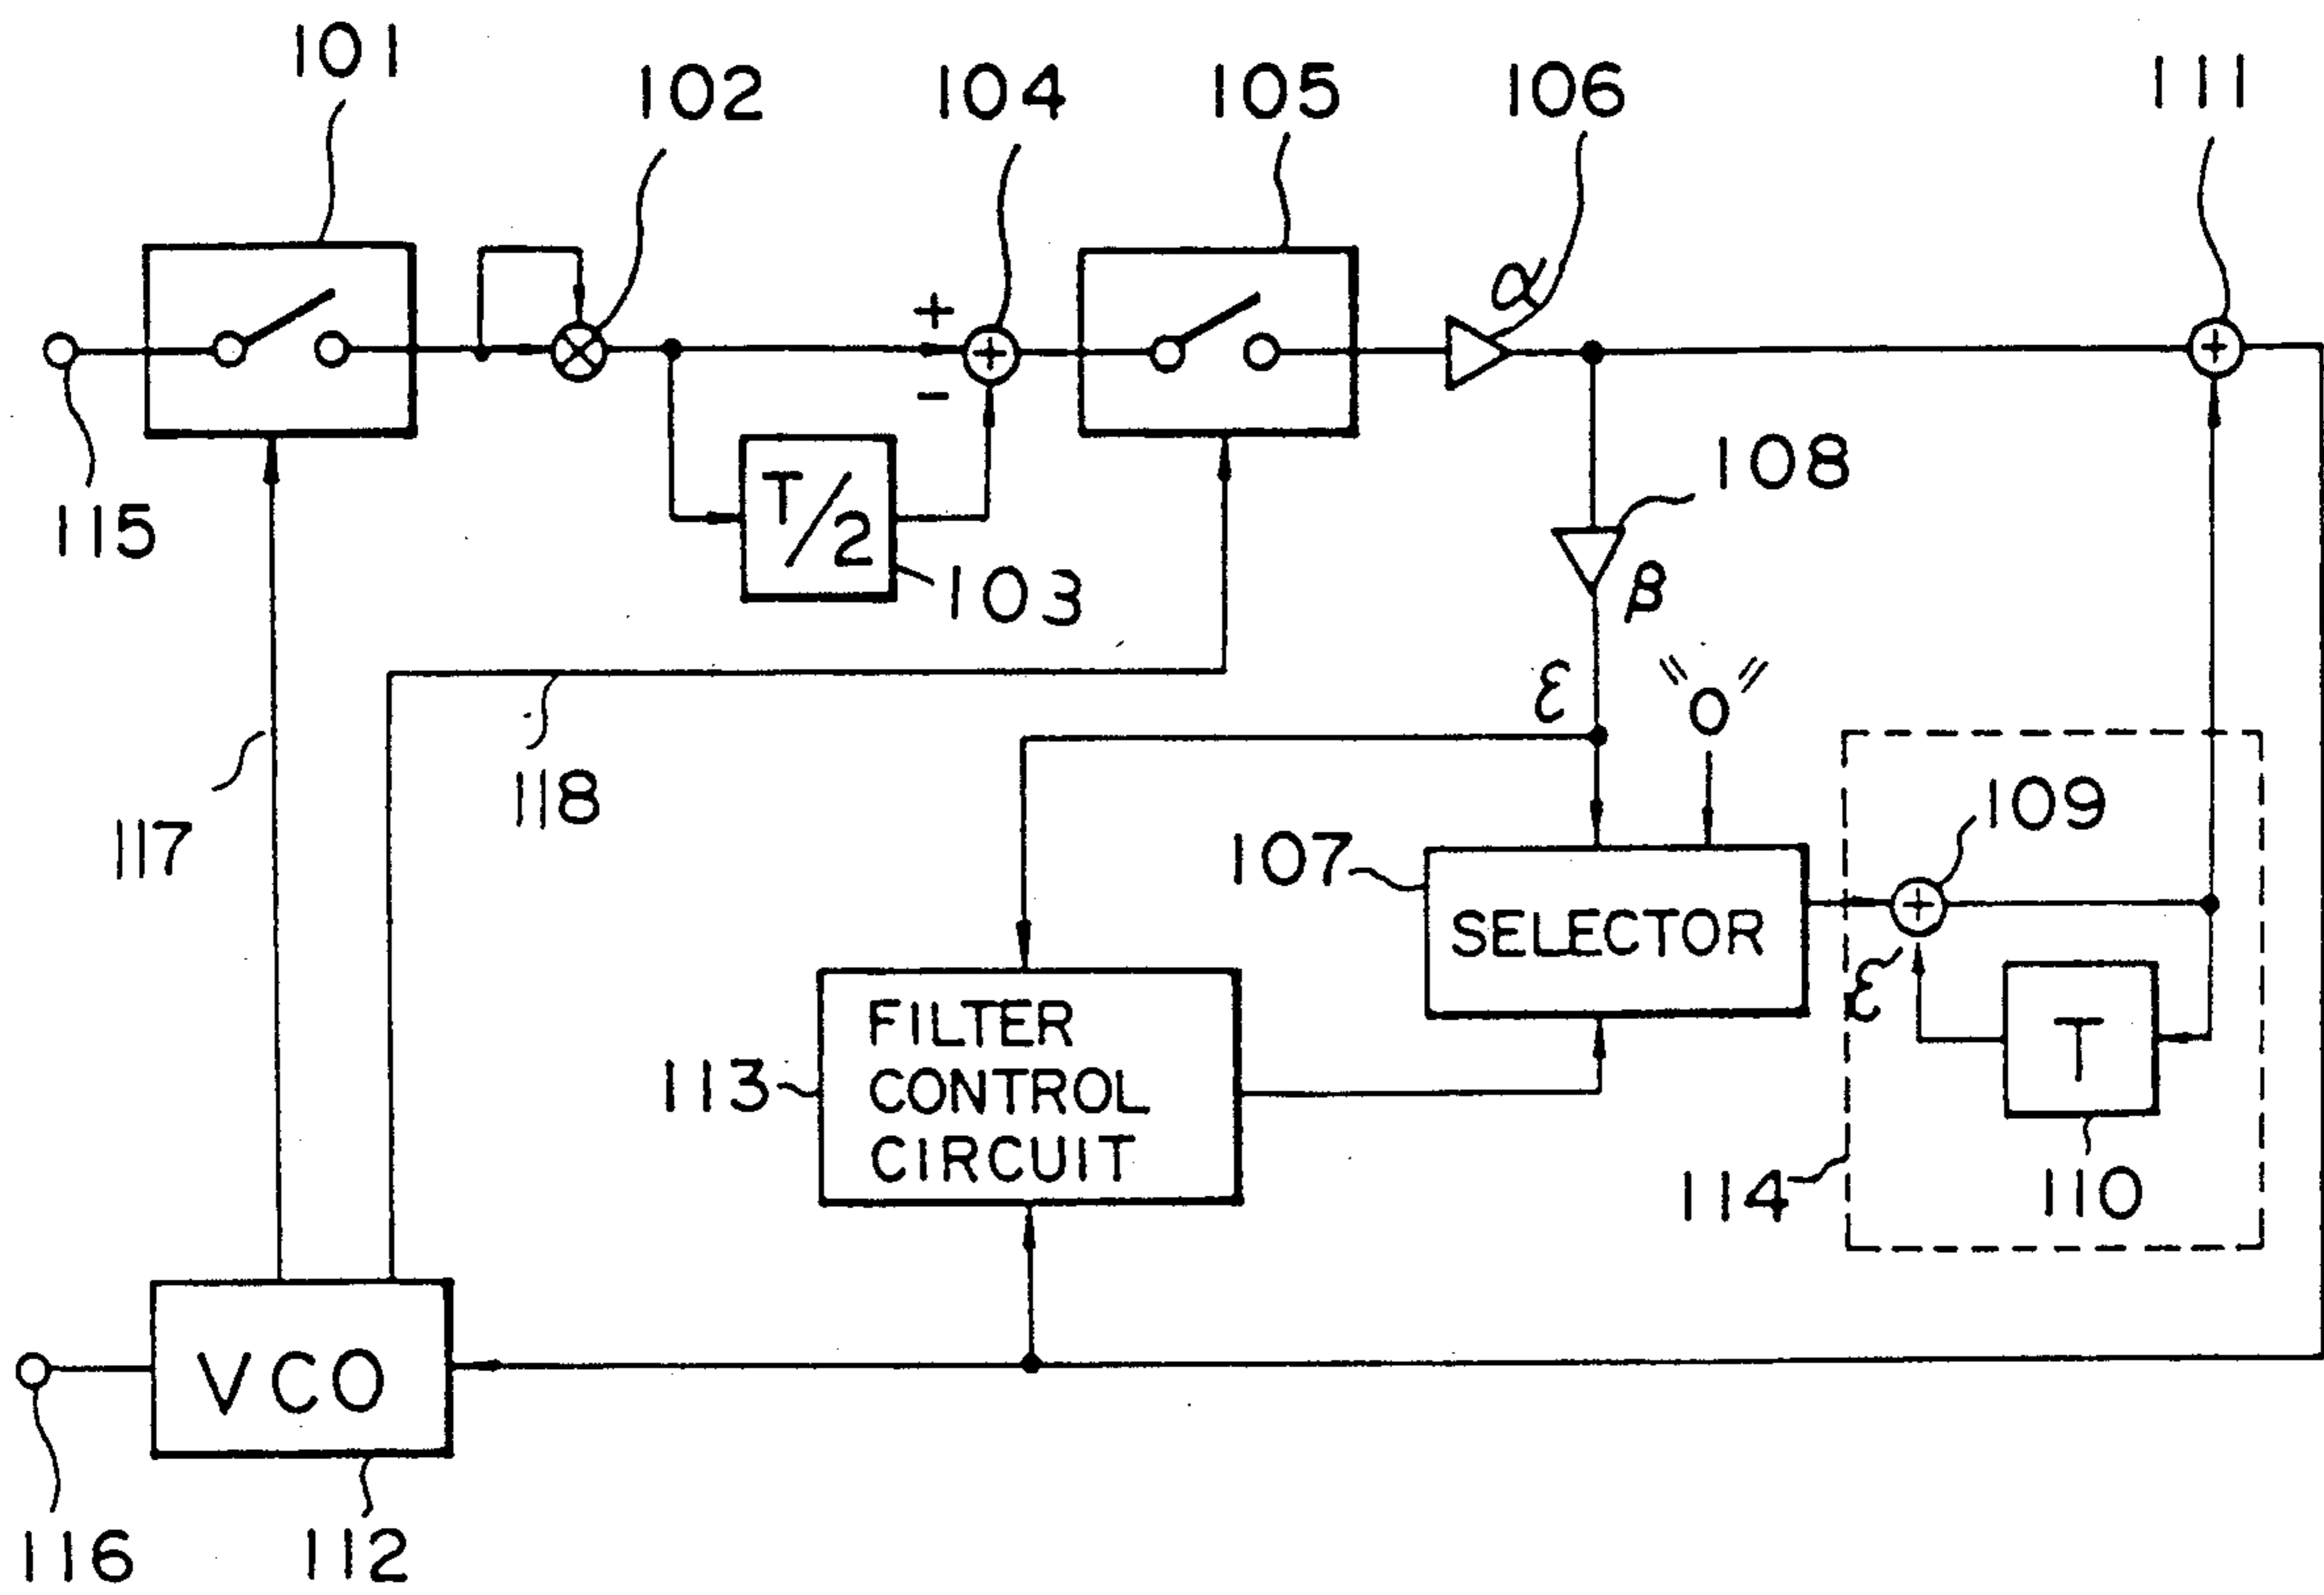 101
102
104
105
106
111
α
+
-
+
+
115
T/2
103
108
β
ε
"0"
118
117
107
109
SELECTOR
+
ε
T
FILTER
CONTROL
CIRCUIT
113
114
110
VCO
116
112